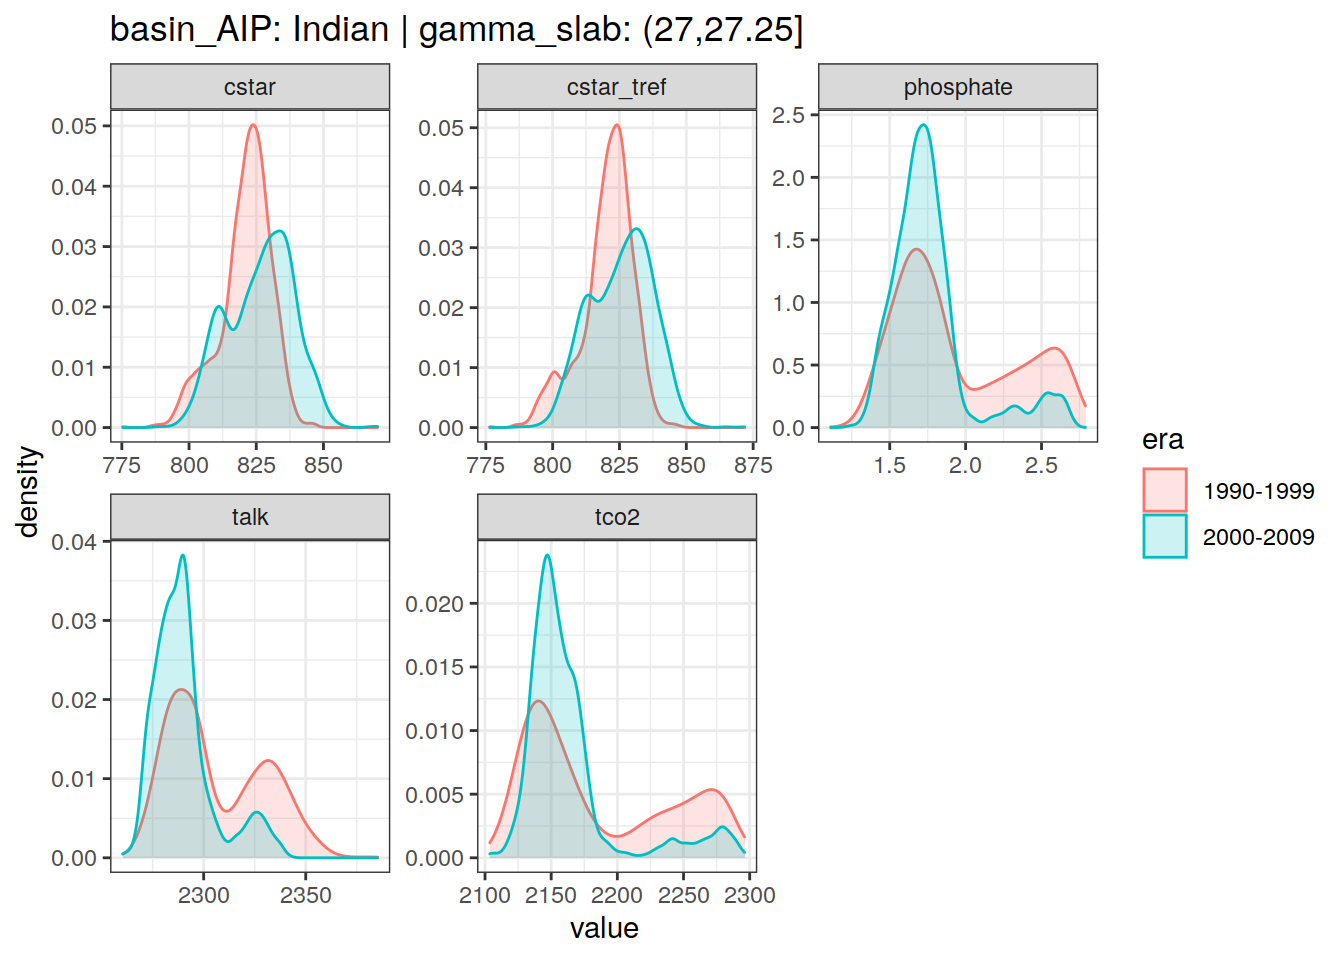 basin_AIP: Indian | gamma_slab: (27,27.25]
cstar
cstar_tref
phosphate
0.05
0.04
0.03
0.02
0.01
0.00
775 800 825 850
0.05
0.04
0.03
0.02
0.01
0.00
775 800 825 850 875
2.5
2.0
1.5
1.0
0.5
0.0
1.5 2.0 2.5
talk
tco2
0.04
0.03
0.02
0.01
0.00
2300 2350
0.020
0.015
0.010
0.005
0.000
2100 2150 2200 2250 2300
density
value
era
1990-1999
2000-2009